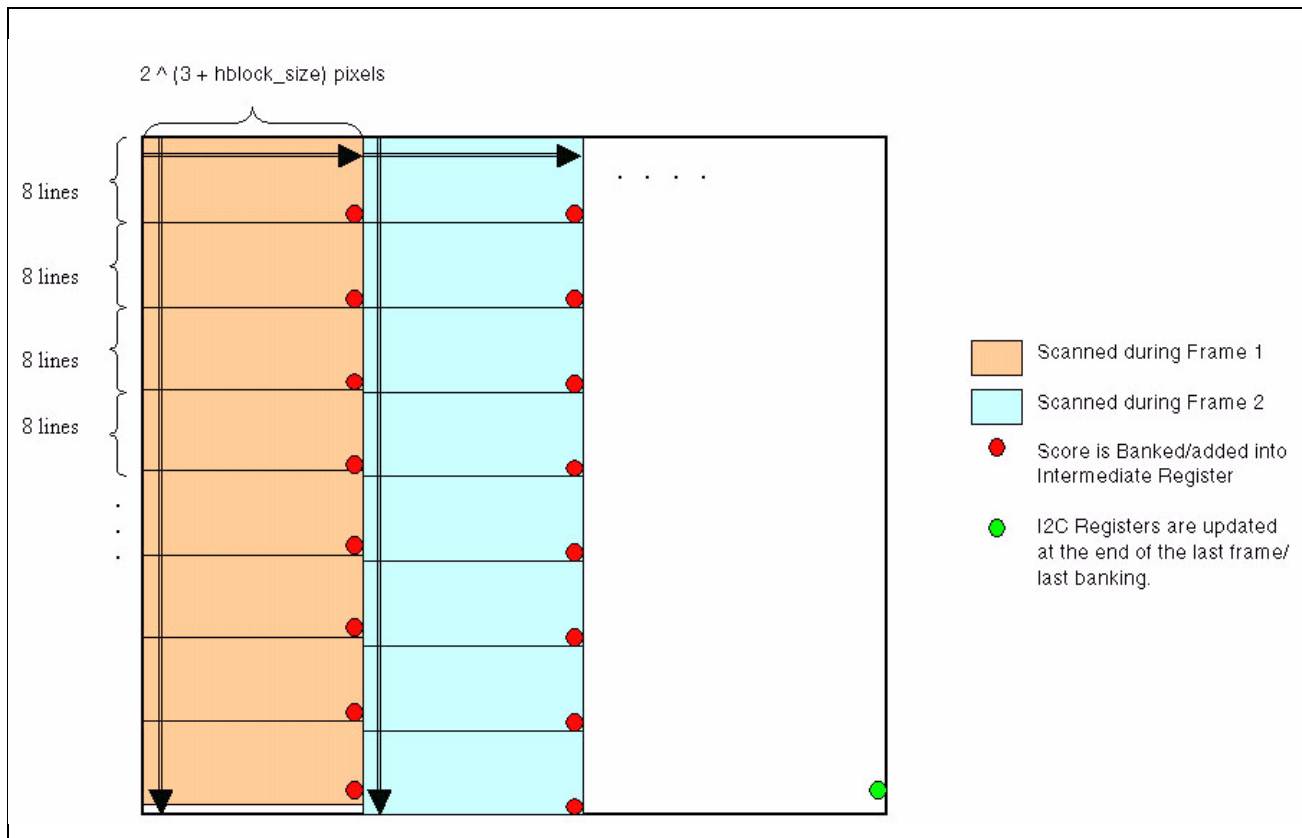 2 ^ (3 + hblock_size) pixels
8 lines
8 lines
8 lines
8 lines
. . . .
.
.
.
Scanned during Frame 1
Scanned during Frame 2
Score is Banked/added into
Intermediate Register
I2C Registers are updated
at the end of the last frame/
last banking.